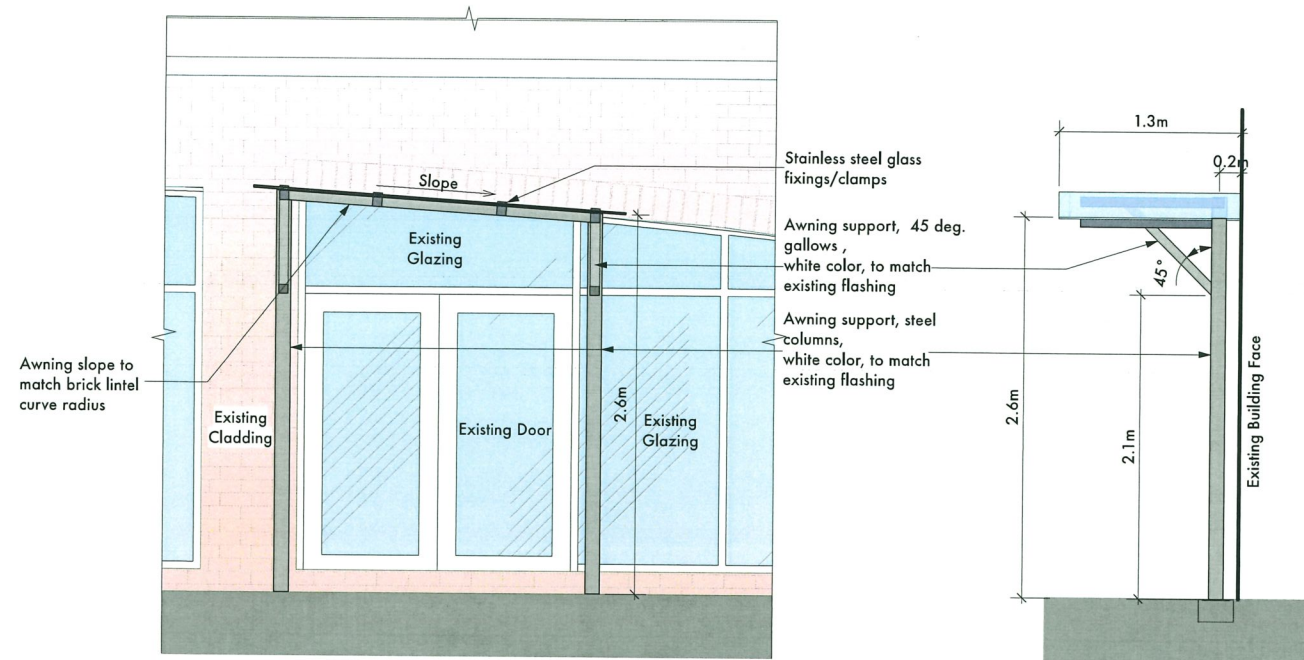 Slope
Existing
Glazing
Existing Door
Existing
Cladding
2.6m
Existing
Glazing
Awning slope to
match brick lintel
curve radius
Stainless steel glass
fixings/clamps
Awning support, 45 deg.
gallows ,
white color, to match
existing flashing
Awning support, steel
columns,
white color, to match
existing flashing
1.3m
0.2m
45°
2.6m
2.1m
Existing Building Face